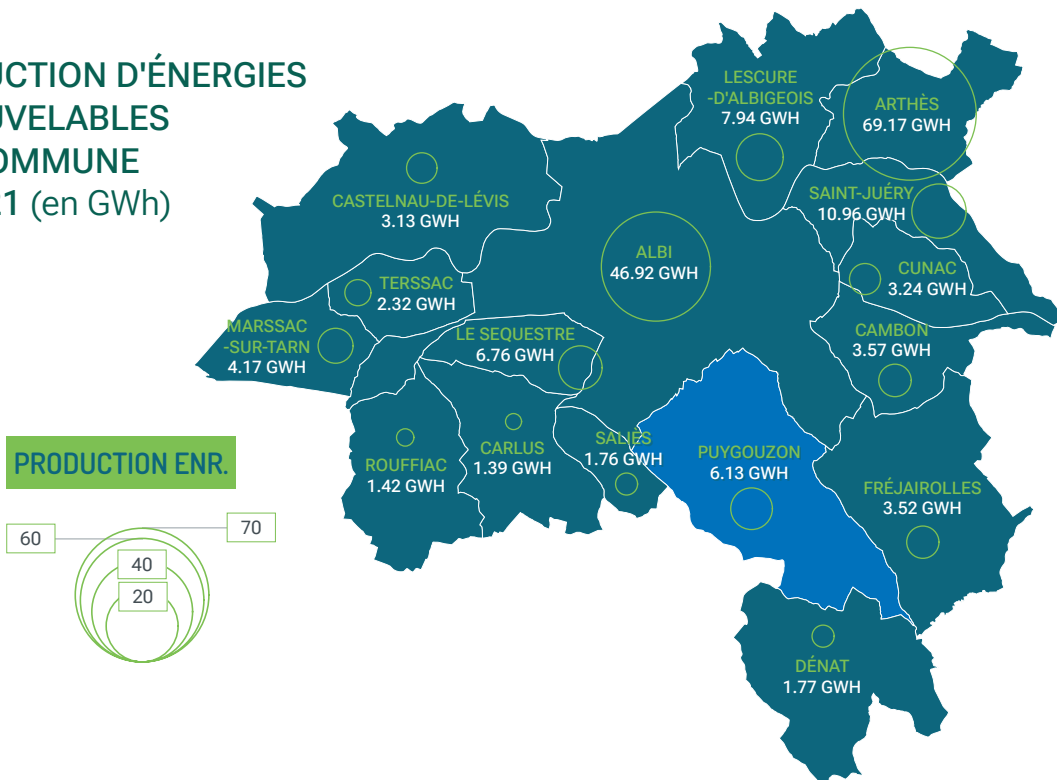 UCTION D'ÉNERGIES
UVELABLES
OMMUNE
1 (en GWh)
LESCURE
-D'ALBIGEOIS
7.94 GWH
ARTHÈS
69.17 GWH
CASTELNAU-DE-LÉVIS
3.13 GWH
SAINT-JUÉRY
10.96 GWH
ALBI
46.92 GWH
CUNAC
3.24 GWH
TERSSAC
2.32 GWH
MARSSAC
-SUR-TARN
4.17 GWH
LE SEQUESTRE
6.76 GWH
CAMBON
3.57 GWH
ROUFFIAC
1.42 GWH
CARLUS
1.39 GWH
SALIÈS
1.76 GWH
PUYGOUZON
6.13 GWH
FRÉJAIROLLES
3.52 GWH
DÉNAT
1.77 GWH
PRODUCTION ENR.
70
60
40
20